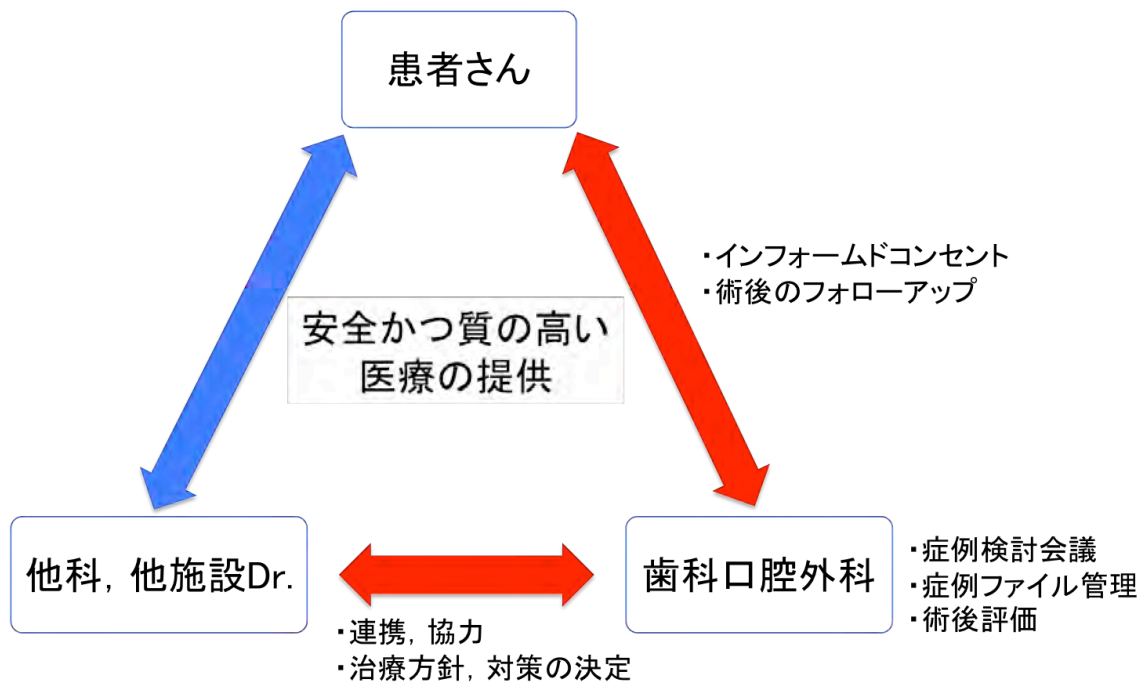 患者さん
・インフォームドコンセント
・術後のフォローアップ
安全かつ質の高い
医療の提供
他科，他施設Dr.
歯科口腔外科
・症例検討会議
・症例ファイル管理
・術後評価
・連携，協力
・治療方針，対策の決定